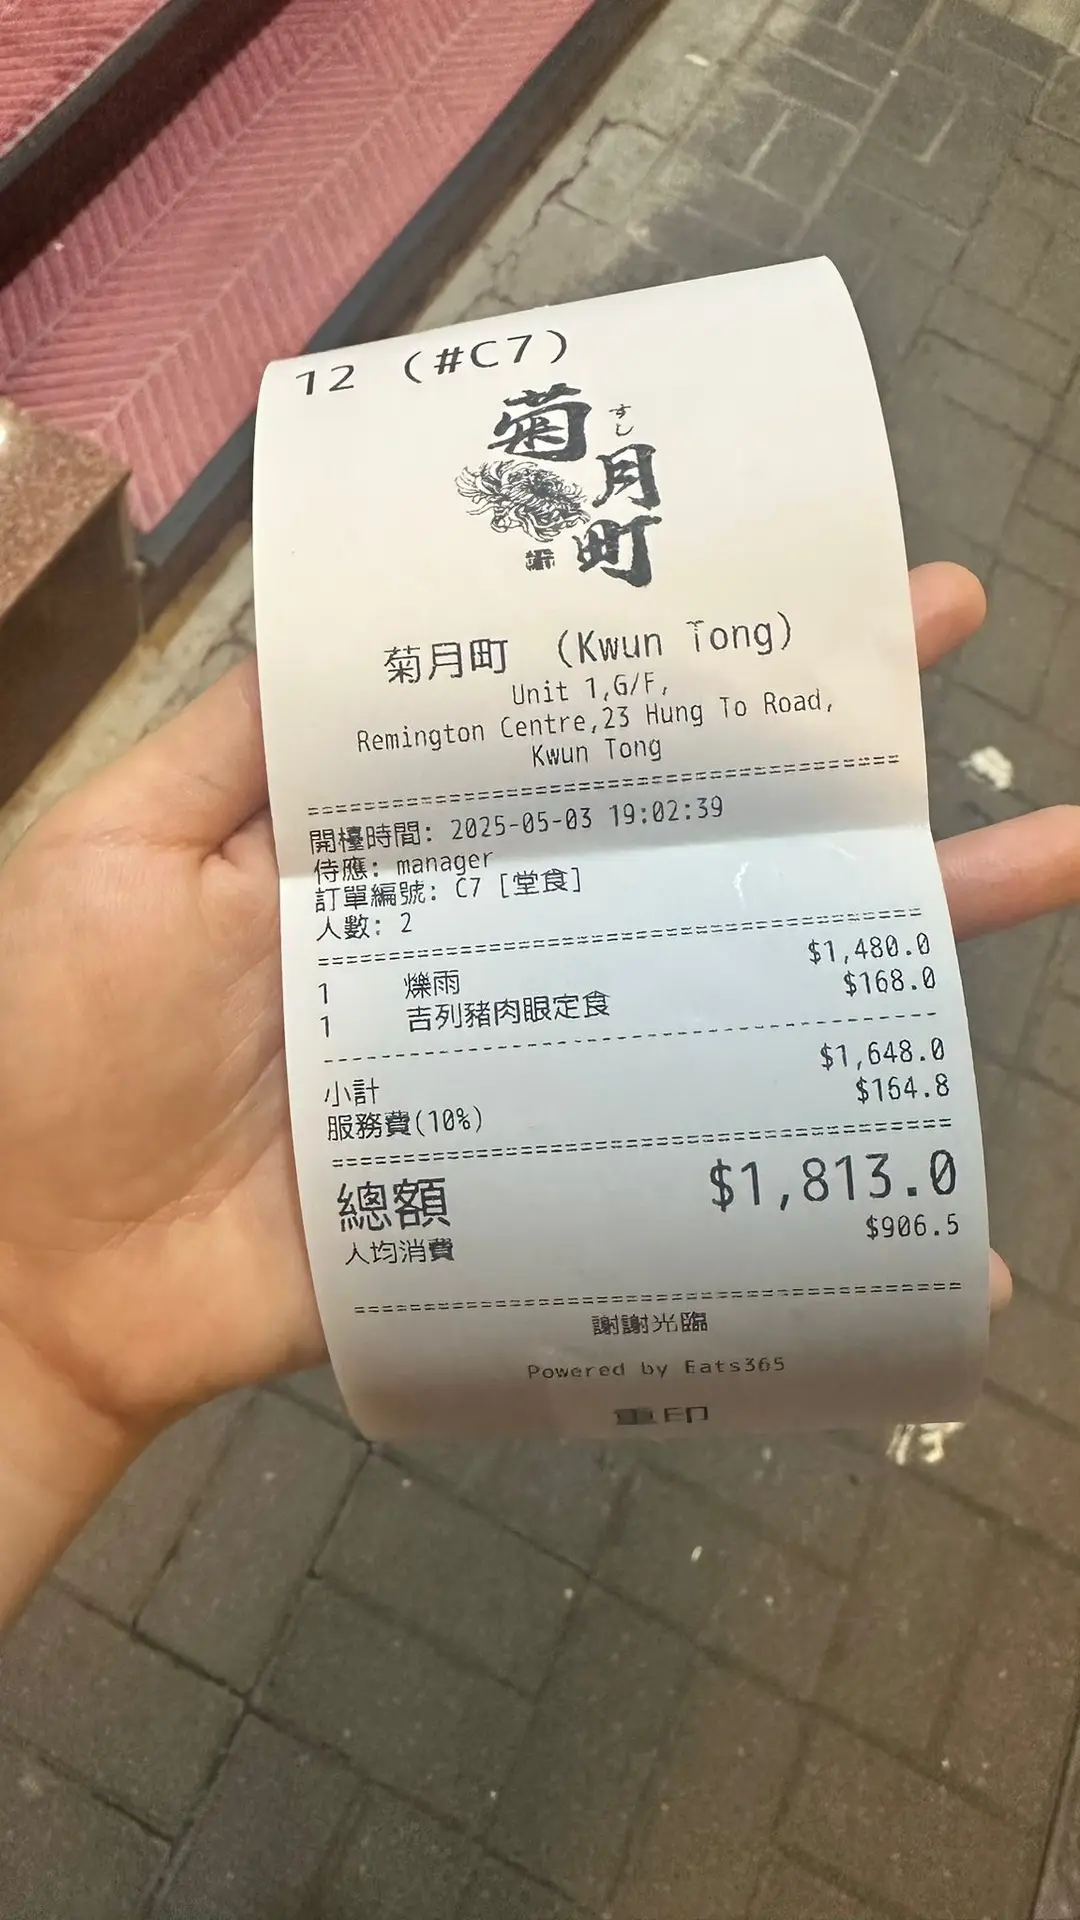 12 (#C7)
菊月町
すし
菊月町 (Kwun Tong)
Unit 1,G/F,
Remington Centre,23 Hung To Road,
Kwun Tong
開檯時間: 2025-05-03 19:02:39
侍應: manager
訂單編號: C7 [堂食]
人數: 2
1 爍雨 $1,480.0
1 吉列豬肉眼定食 $168.0
小計 $1,648.0
服務費(10%) $164.8
總額 $1,813.0
人均消費 $906.5
謝謝光臨
Powered by Eats365
重印